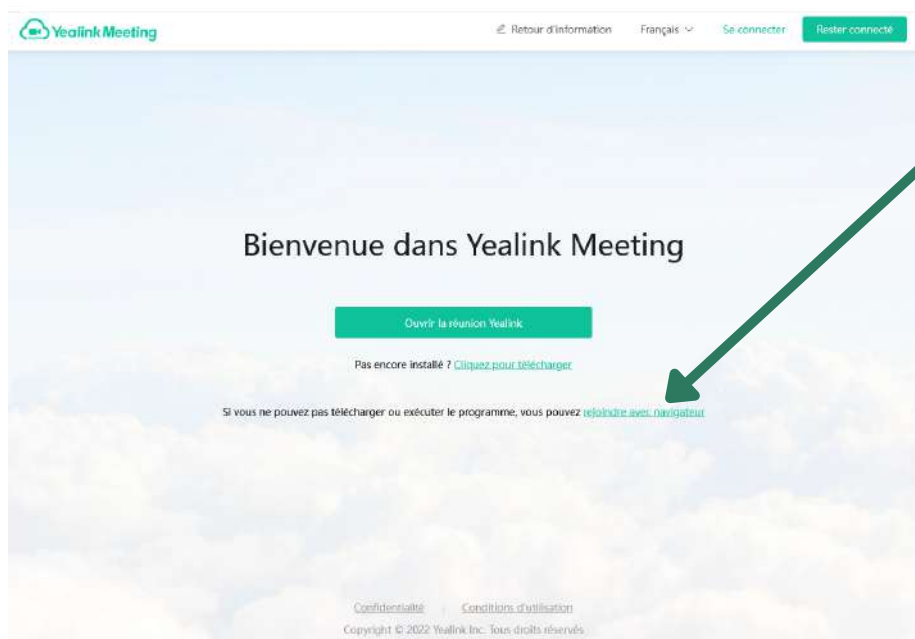 Yealink Meeting
Retour d'information
Français
Se connecter
Rester connecté
Bienvenue dans Yealink Meeting
Ouvrir la réunion Yealink
Pas encore installé ? Cliquez pour télécharger
Si vous ne pouvez pas télécharger ou exécuter le programme, vous pouvez rejoindre avec navigateur
Confidentialité | Conditions d'utilisation
Copyright © 2022 Yealink Inc. Tous droits réservés